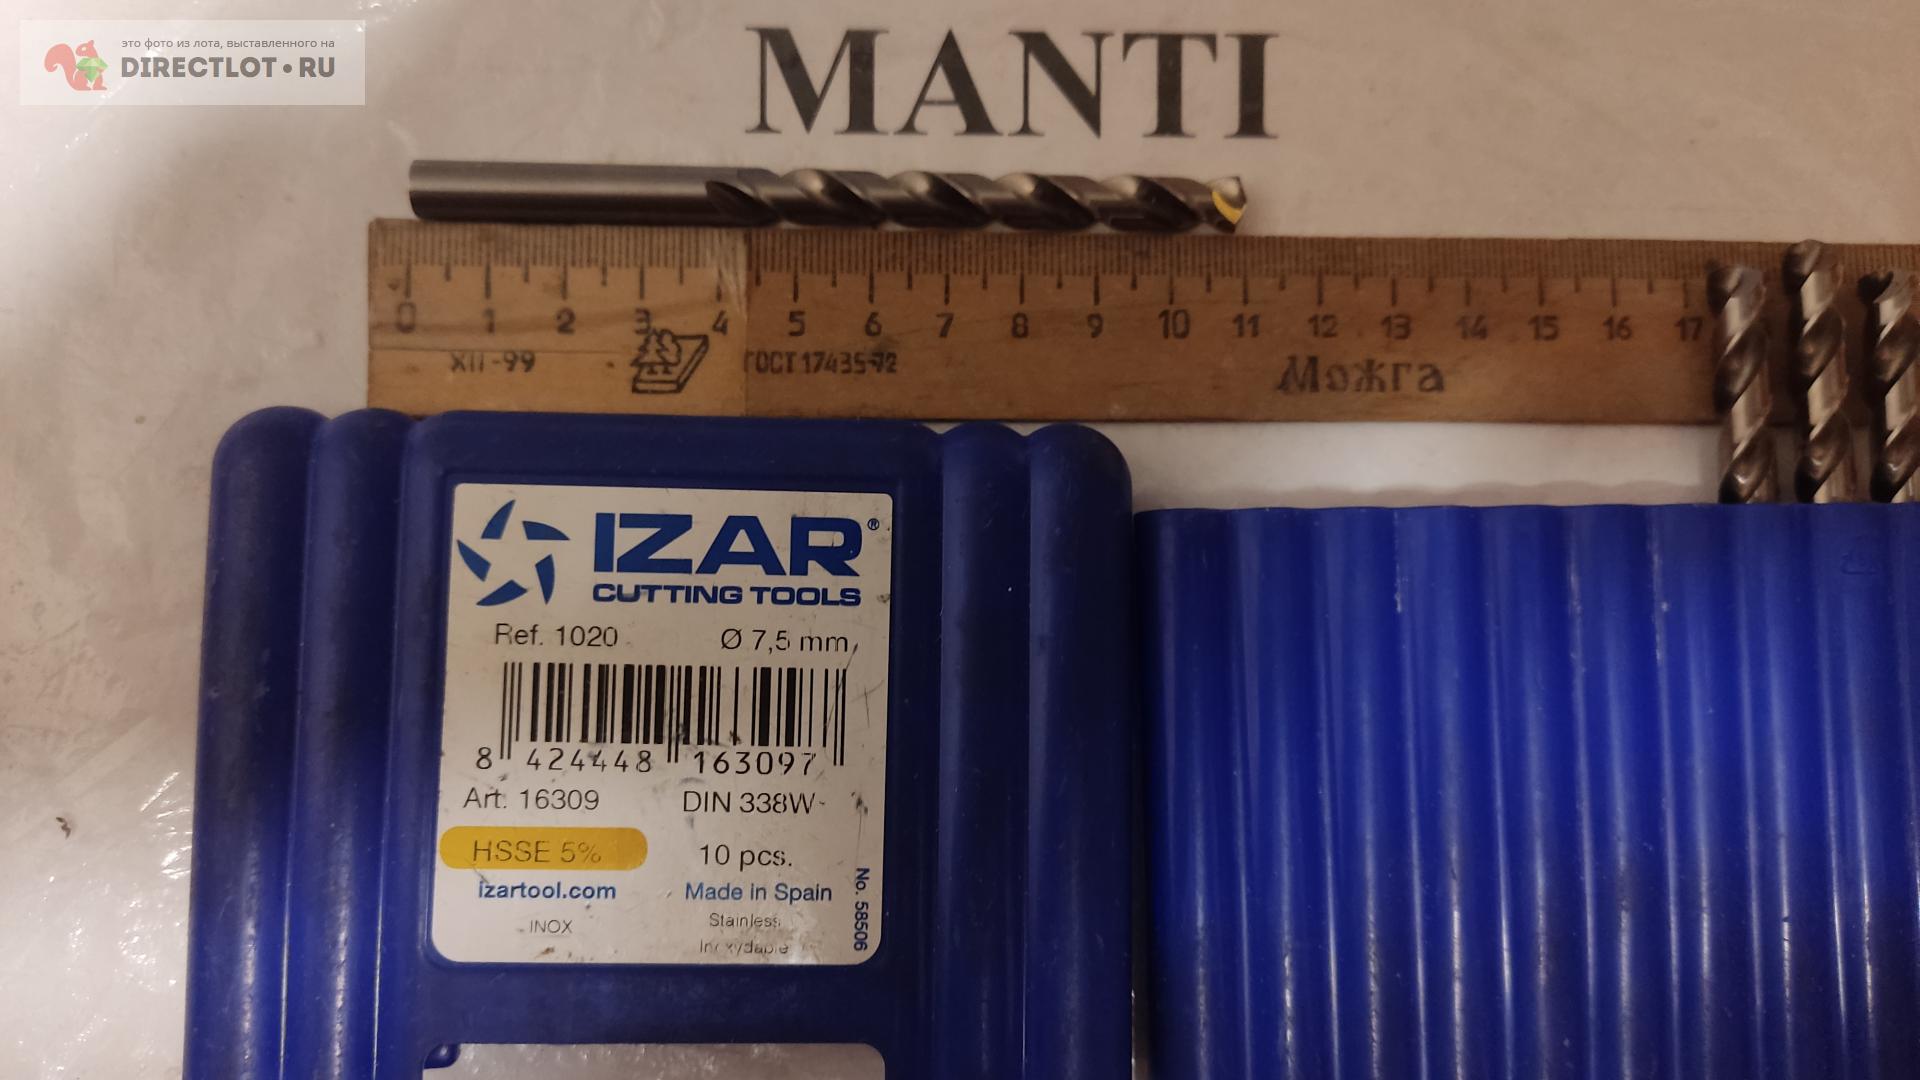 это фото из лота, выставленного на
DIRECTLOT•RU
MANTI
0 1 2 3 4 5 6 7 8 9 10 11 12 13 14 15 16 17
XII-99 ГОСТ 17435-72 Можга
IZAR®
CUTTING TOOLS
Ref. 1020 Ø 7,5 mm
8 424448 163097
Art. 16309 DIN 338W
HSSE 5% 10 pcs.
izartool.com Made in Spain
INOX Stainless
Inoxydable
No. 58506